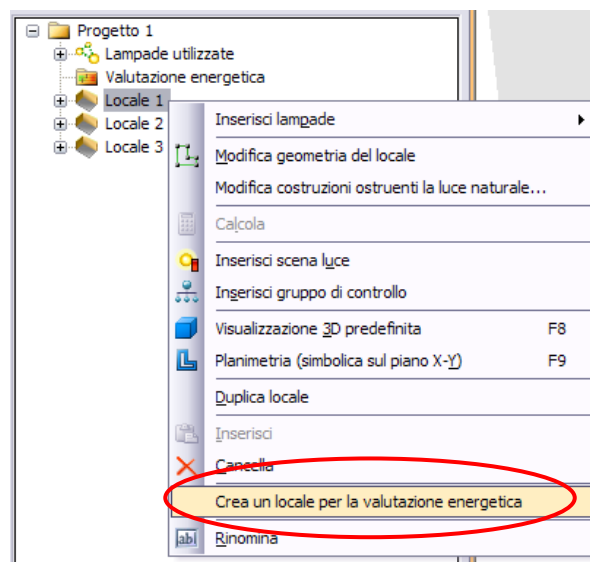 Progetto 1
Lampade utilizzate
Valutazione energetica
Locale 1
Locale 2
Locale 3
Inserisci lampade
Modifica geometria del locale
Modifica costruzioni ostruenti la luce naturale...
Calcola
Inserisci scena luce
Inserisci gruppo di controllo
Visualizzazione 3D predefinita F8
Planimetria (simbolica sul piano X-Y) F9
Duplica locale
Inserisci
Cancella
Crea un locale per la valutazione energetica
abl Rinomina